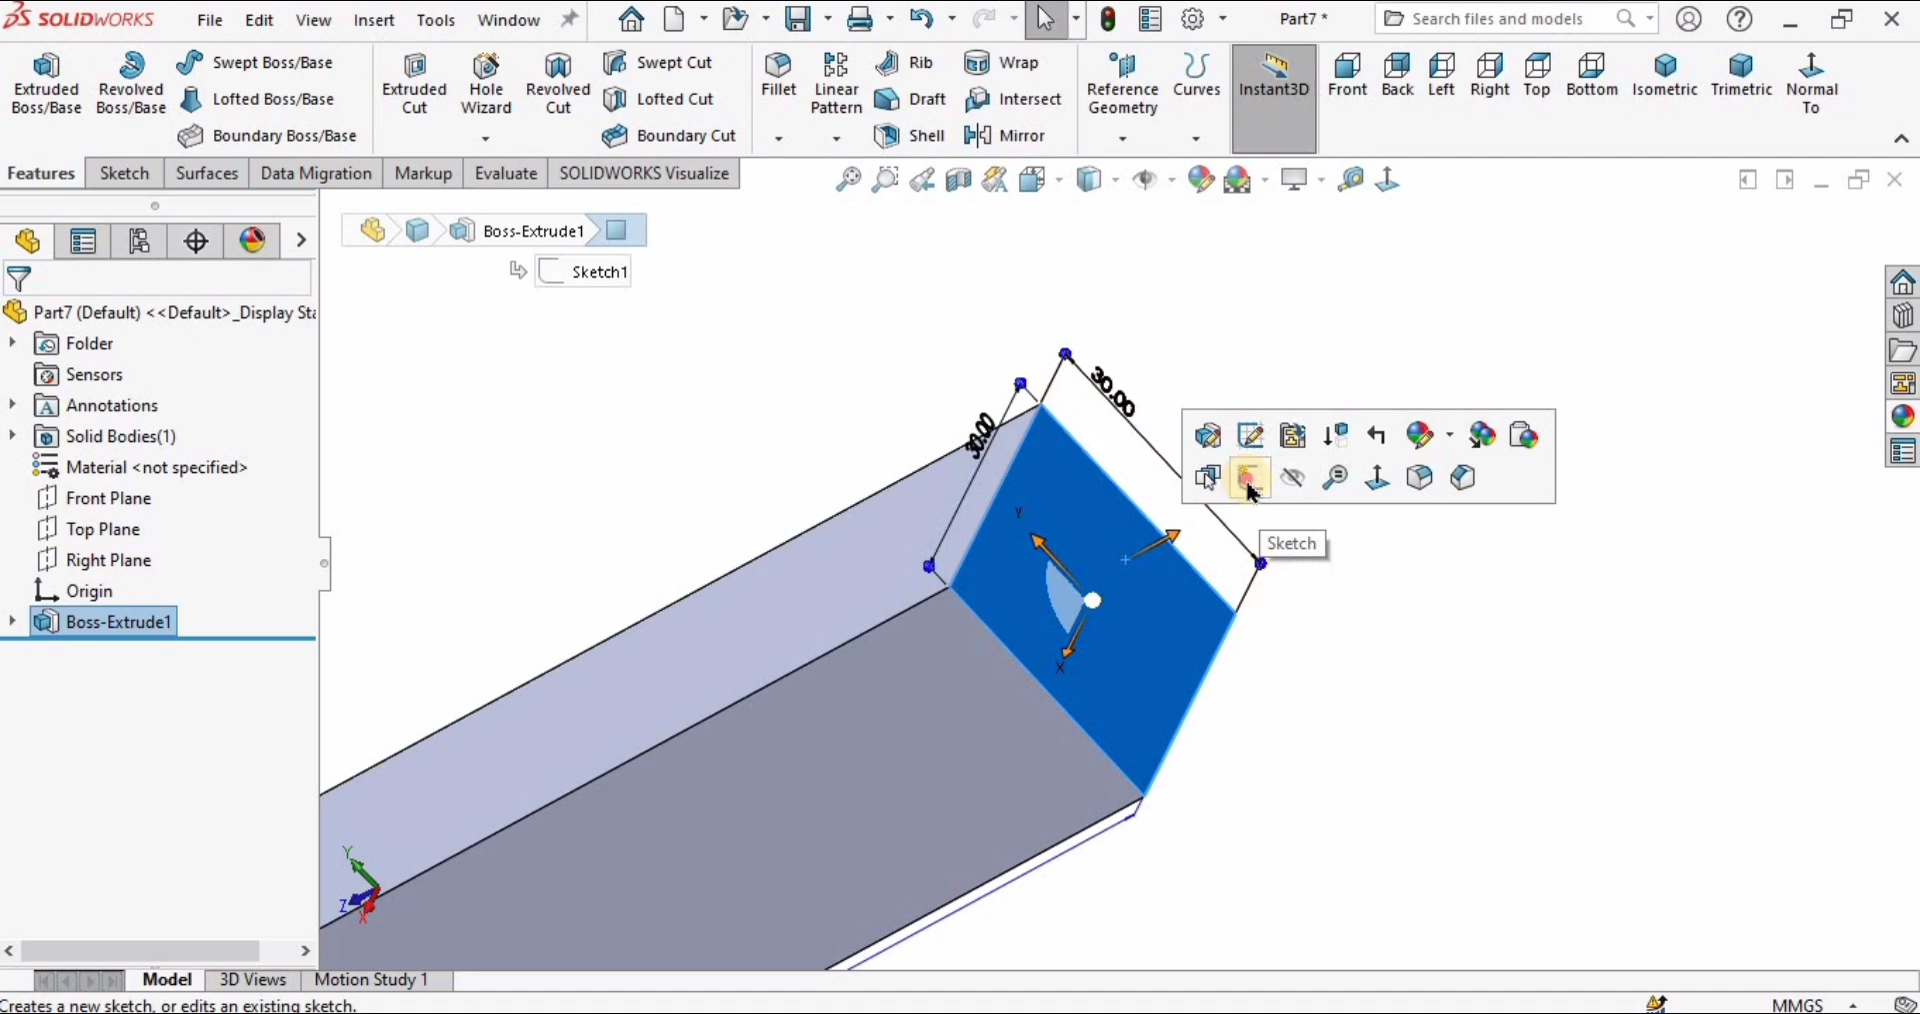 SOLIDWORKS File Edit View Insert Tools Window Part7 * Search files and models
Extruded Boss/Base
Revolved Boss/Base
Swept Boss/Base
Lofted Boss/Base
Boundary Boss/Base
Extruded Cut
Hole Wizard
Revolved Cut
Swept Cut
Lofted Cut
Boundary Cut
Fillet
Linear Pattern
Rib
Draft
Shell
Wrap
Intersect
Mirror
Reference Geometry
Curves
Instant3D
Front
Back
Left
Right
Top
Bottom
Isometric
Trimetric
Normal To
Features Sketch Surfaces Data Migration Markup Evaluate SOLIDWORKS Visualize
Boss-Extrude1
Sketch1
Part7 (Default) <<Default>_Display Sta
Folder
Sensors
Annotations
Solid Bodies(1)
Material <not specified>
Front Plane
Top Plane
Right Plane
Origin
Boss-Extrude1
30.00
30.00
Y
X
Sketch
Y
Z
X
Model 3D Views Motion Study 1
Creates a new sketch, or edits an existing sketch.
MMGS